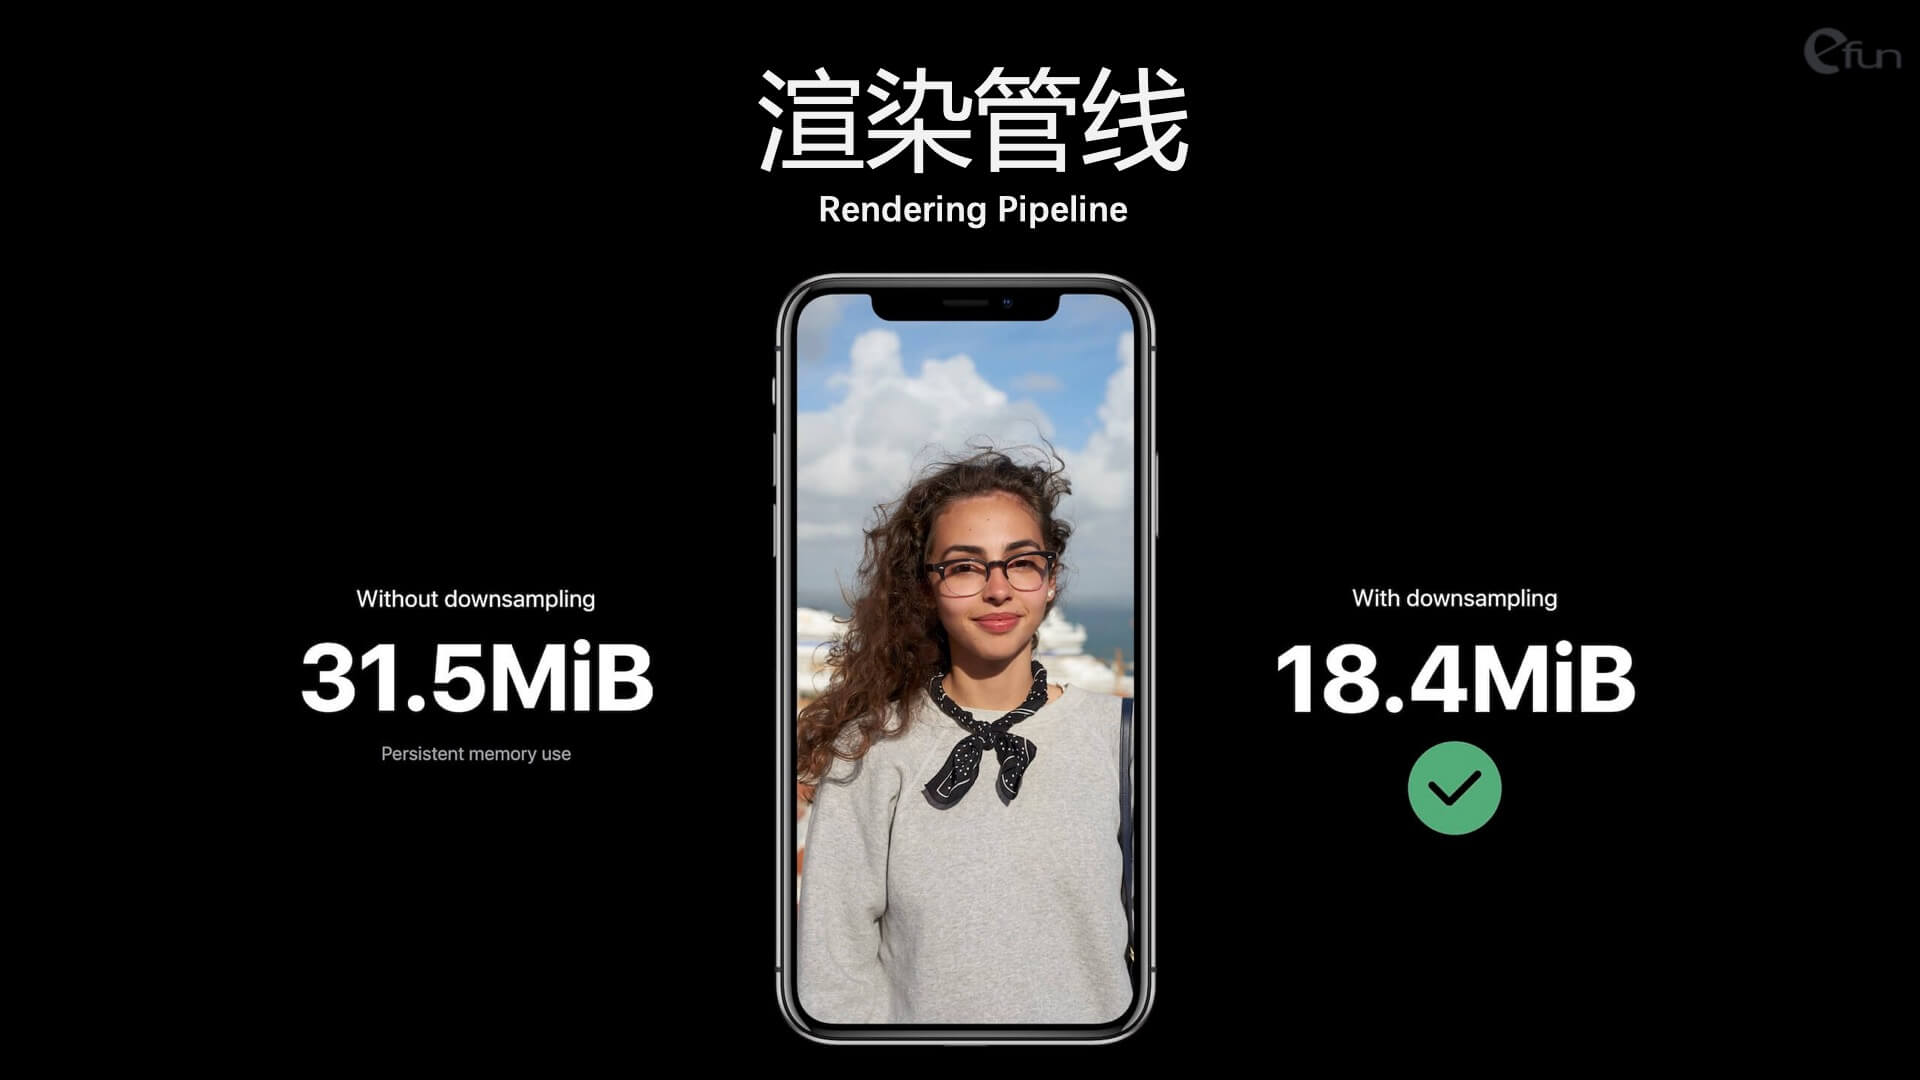 efun
渲染管线
Rendering Pipeline
Without downsampling
31.5MiB
Persistent memory use
With downsampling
18.4MiB